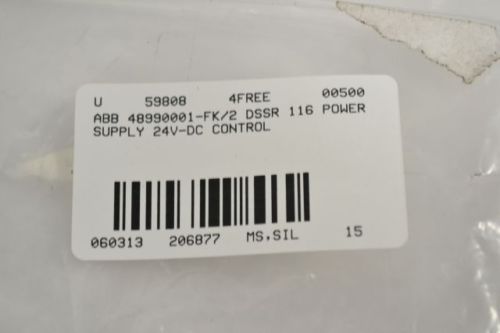 U 59808 4FREE 00500
ABB 48990001-FK/2 DSSR 116 POWER
SUPPLY 24V-DC CONTROL
060313 206877 MS,SIL 15